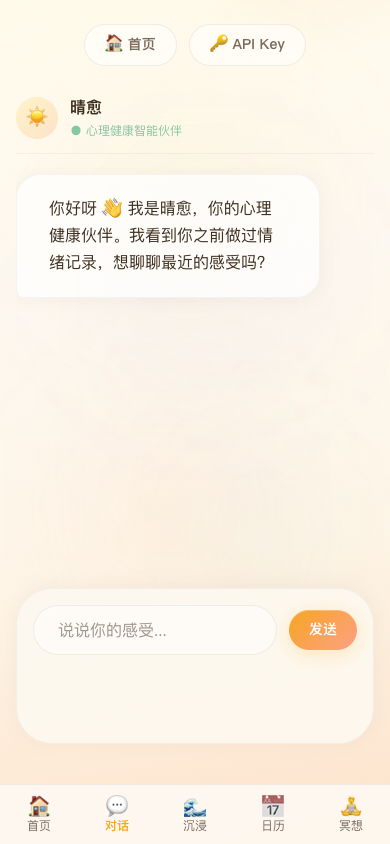 首页
API Key
晴愈
心理健康智能伙伴
你好呀 👋 我是晴愈，你的心理
健康伙伴。我看到你之前做过情
绪记录，想聊聊最近的感受吗？
说说你的感受...
发送
17
首页
对话
沉浸
日历
冥想